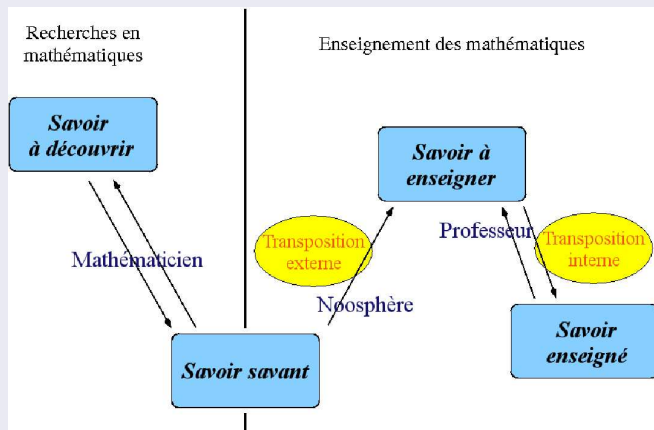 Recherches en
mathématiques
Enseignement des mathématiques
Savoir
à découvrir
Savoir à
enseigner
Mathématicien
Transposition
externe
Professeur
Transposition
interne
Noosphère
Savoir savant
Savoir
enseigné